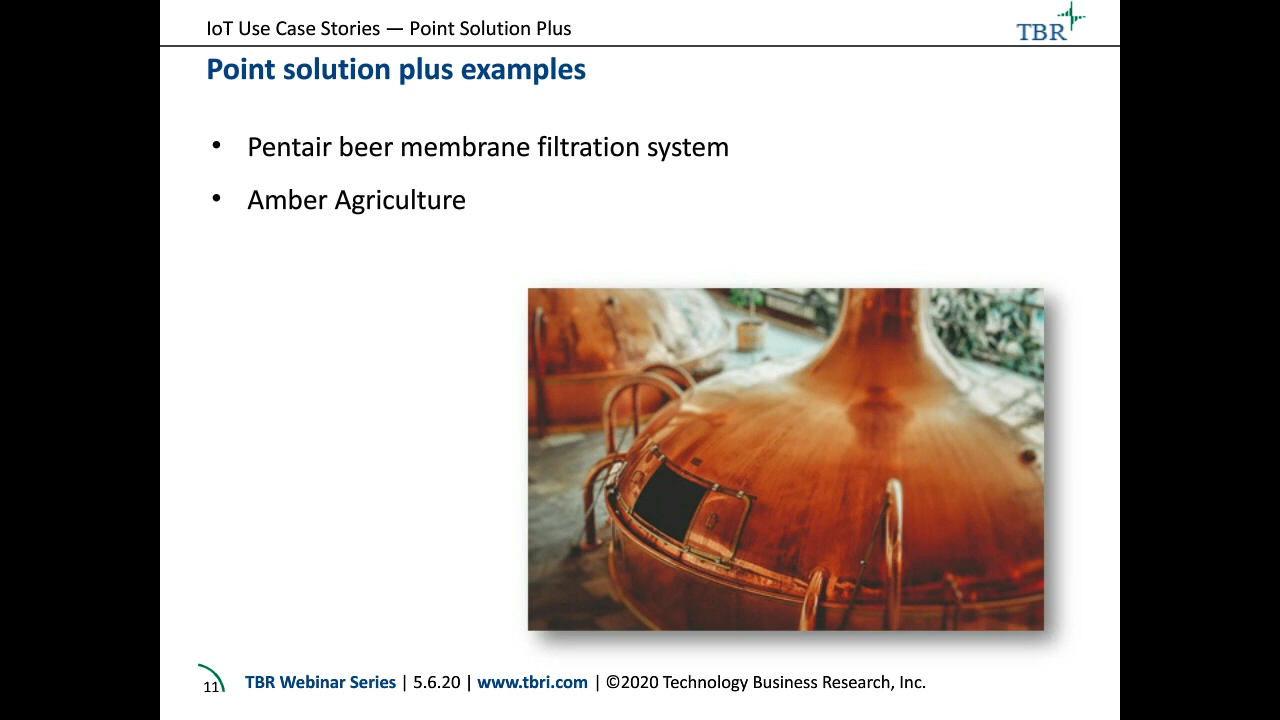 IoT Use Case Stories — Point Solution Plus
TBR
Point solution plus examples
• Pentair beer membrane filtration system
• Amber Agriculture
11 TBR Webinar Series | 5.6.20 | www.tbri.com | ©2020 Technology Business Research, Inc.